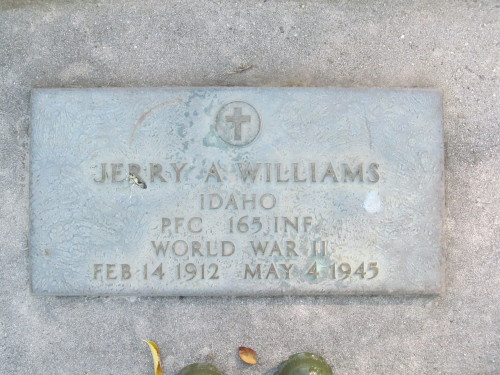 JERRY A WILLIAMS
IDAHO
PFC 165 INF
WORLD WAR II
FEB 14 1912 MAY 4 1945